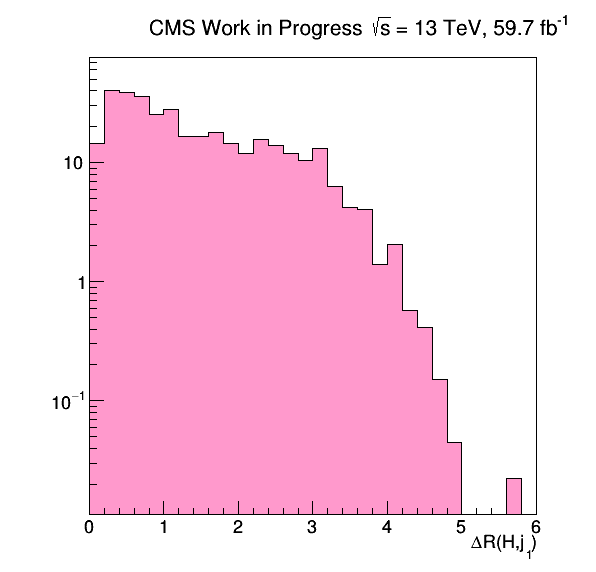 CMS Work in Progress √s = 13 TeV, 59.7 fb⁻¹
10
1
10⁻¹
0 1 2 3 4 5 6
ΔR(H,j₁)